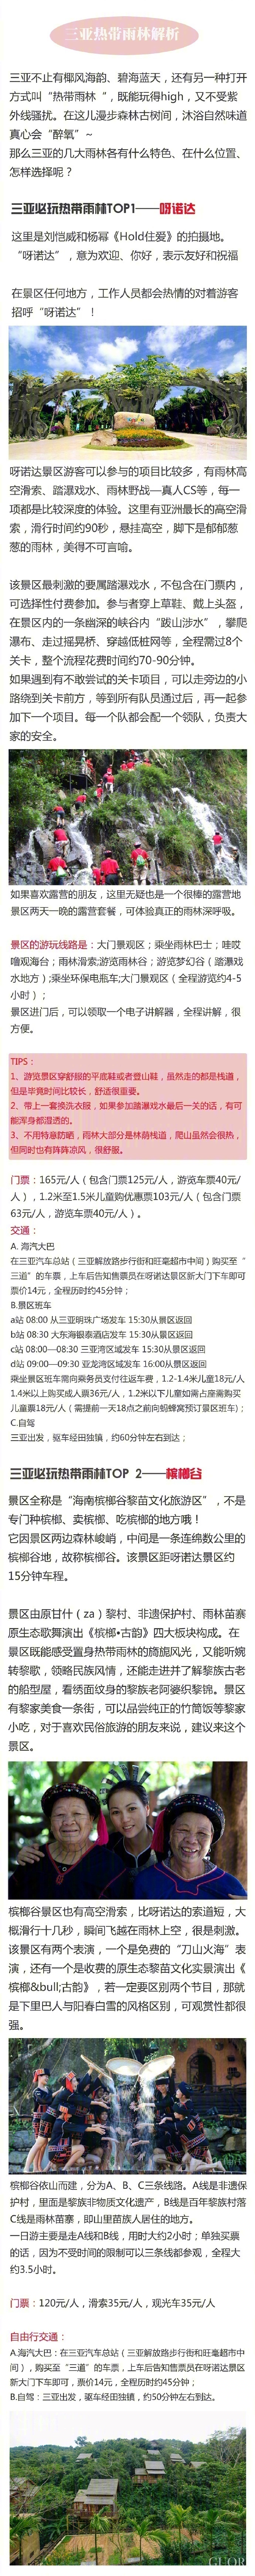 三亚热带雨林解析
三亚不止有椰风海韵、碧海蓝天，还有另一种打开
方式叫“热带雨林“，既能玩得high，又不受紫
外线骚扰。在这儿漫步森林古树间，沐浴自然味道
真心会“醉氧”~
那么三亚的几大雨林各有什么特色、在什么位置、
怎样选择呢？
三亚必玩热带雨林TOP1——呀诺达
这里是刘恺威和杨幂《Hold住爱》的拍摄地。
“呀诺达”，意为欢迎、你好，表示友好和祝福
在景区任何地方，工作人员都会热情的对着游客
招呼“呀诺达”！
呀诺达景区游客可以参与的项目比较多，有雨林高
空滑索、踏瀑戏水、雨林野战—真人CS等，每一
项都是比较深度的体验。这里有亚洲最长的高空滑
索，滑行时间约90秒，悬挂高空，脚下是郁郁葱
葱的雨林，美得不可言喻。
该景区最刺激的要属踏瀑戏水，不包含在门票内，
可选择性付费参加。参与者穿上草鞋、戴上头盔，
在景区内的一条幽深的峡谷内“跋山涉水”，攀爬
瀑布、走过摇晃桥、穿越低桩网等，全程需过8个
关卡，整个流程花费时间约70-90分钟。
如果遇到有不敢尝试的关卡项目，可以走旁边的小
路绕到关卡前方，等到所有队员通过后，再一起参
加下一个项目。每一个队都会配一个领队，负责大
家的安全。
如果喜欢露营的朋友，这里无疑也是一个很棒的露营地
景区两天一晚的露营套餐，可体验真正的雨林深呼吸。
景区的游玩线路是：大门景观区；乘坐雨林巴士；哇哎
噜观海台；雨林滑索;游览雨林谷；游览梦幻谷（踏瀑戏
水地方）;乘坐环保电瓶车;大门景观区（全程游览约4-5
小时）；
景区进门后，可以领取一个电子讲解器，全程讲解，很
方便。
TIPS：
1、游览景区穿舒服的平底鞋或者登山鞋，虽然走的都是栈道，
但是毕竟时间比较长，舒适很重要。
2、带上一套换洗衣服，如果参加踏瀑戏水最后一关的话，有可
能浑身都湿透的。
3、不用特意防晒，雨林大部分是林荫栈道，爬山虽然会很热，
但同时也有阵阵凉风，很舒服。
门票：165元/人（包含门票125元/人，游览车票40元/
人），1.2米至1.5米儿童购优惠票103元/人（包含门票
63元/人，游览车票40元/人）。
交通：
A. 海汽大巴
在三亚汽车总站（三亚解放路步行街和旺毫超市中间）购买至“
三道”的车票，上车后告知售票员在呀诺达景区新大门下车即可
票价14元，全程历时约45分钟；
B.景区班车
a站 08:00 从三亚明珠广场发车 15:30从景区返回
b站 08:30 大东海银泰酒店发车 15:30从景区返回
c站 08:00—08:30 三亚湾区域发车 15:30从景区返回
d站 09:00—09:30 亚龙湾区域发车 16:00从景区返回
乘坐景区班车需向乘务员支付往返车费，1.2-1.4米儿童18元/人
1.4米以上购买成人票36元/人，1.2米以下儿童如需占座需购买
儿童票18元/人（需提前一天18点之前向蚂蜂窝预订景区班车）；
C.自驾
三亚出发，驱车经田独镇，约60分钟左右到达；
三亚必玩热带雨林TOP 2——槟榔谷
景区全称是“海南槟榔谷黎苗文化旅游区”，不是
专门种槟榔、卖槟榔、吃槟榔的地方哦！
它因景区两边森林峻峭，中间是一条连绵数公里的
槟榔谷地，故称槟榔谷。该景区距呀诺达景区约
15分钟车程。
景区由原甘什（za）黎村、非遗保护村、雨林苗寨
原生态歌舞演出《槟榔•古韵》四大板块构成。在
景区既能感受置身热带雨林的旖旎风光，又能听婉
转黎歌，领略民族风情，还能走进并了解黎族古老
的船型屋，看绣面纹身的黎族老阿婆织黎锦。景区
有黎家美食一条街，可以品尝纯正的竹筒饭等黎家
小吃，对于喜欢民俗旅游的朋友来说，建议来这个
景区。
槟榔谷景区也有高空滑索，比呀诺达的索道短，大
概滑行十几秒，瞬间飞越在雨林上空，很是刺激。
该景区有两个表演，一个是免费的“刀山火海”表
演，还有一个是收费的原生态黎苗文化实景演出《
槟榔&bull;古韵》，若一定要区别两个节目，那就
是下里巴人与阳春白雪的风格区别，可观赏性都很
强。
槟榔谷依山而建，分为A、B、C三条线路。A线是非遗保
护村，里面是黎族非物质文化遗产，B线是百年黎族村落
C线是雨林苗寨，即山里苗族人居住的地方。
一日游主要是走A线和B线，用时大约2小时；单独买票
的话，因为不受时间的限制可以三条线都参观，全程大
约3.5小时。
门票：120元/人，滑索35元/人，观光车35元/人
自由行交通：
A.海汽大巴：在三亚汽车总站（三亚解放路步行街和旺毫超市中
间），购买至“三道”的车票，上车后告知售票员在呀诺达景区
新大门下车即可，票价14元，全程历时约45分钟；
B.自驾：三亚出发，驱车经田独镇，约50分钟左右到达。
GLOR